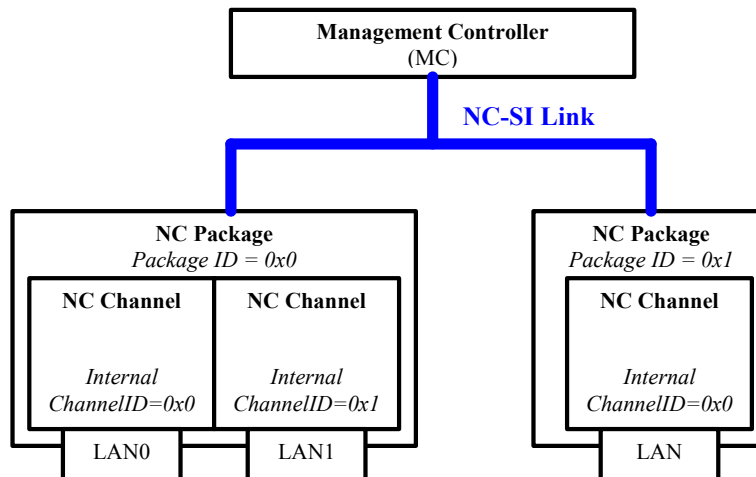 Management Controller
(MC)
NC-SI Link
NC Package
Package ID = 0x0
NC Channel
Internal
ChannelID=0x0
NC Channel
Internal
ChannelID=0x1
LAN0
LAN1
NC Package
Package ID = 0x1
NC Channel
Internal
ChannelID=0x0
LAN